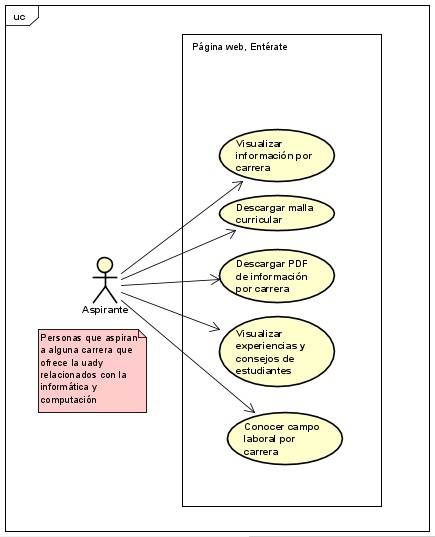 uc
Página web, Entérate
Visualizar
información por
carrera
Descargar malla
curricular
Descargar PDF
de información
por carrera
Visualizar
experiencias y
consejos de
estudiantes
Conocer campo
laboral por
carrera
Aspirante
Personas que aspiran
a alguna carrera que
ofrece la uady
relacionados con la
informática y
computación